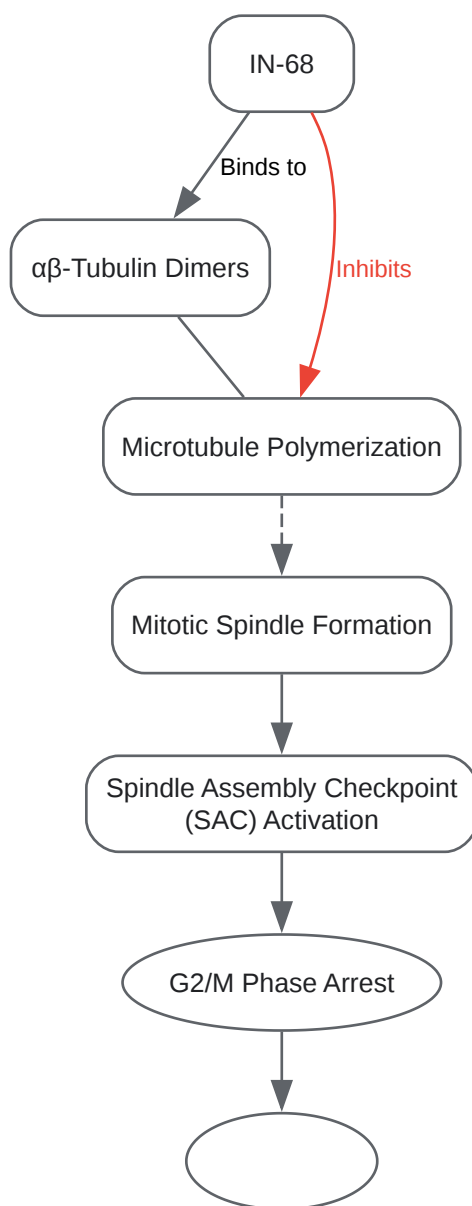 IN-68
Binds to
αβ-Tubulin Dimers
Inhibits
Microtubule Polymerization
Mitotic Spindle Formation
Spindle Assembly Checkpoint
(SAC) Activation
G2/M Phase Arrest